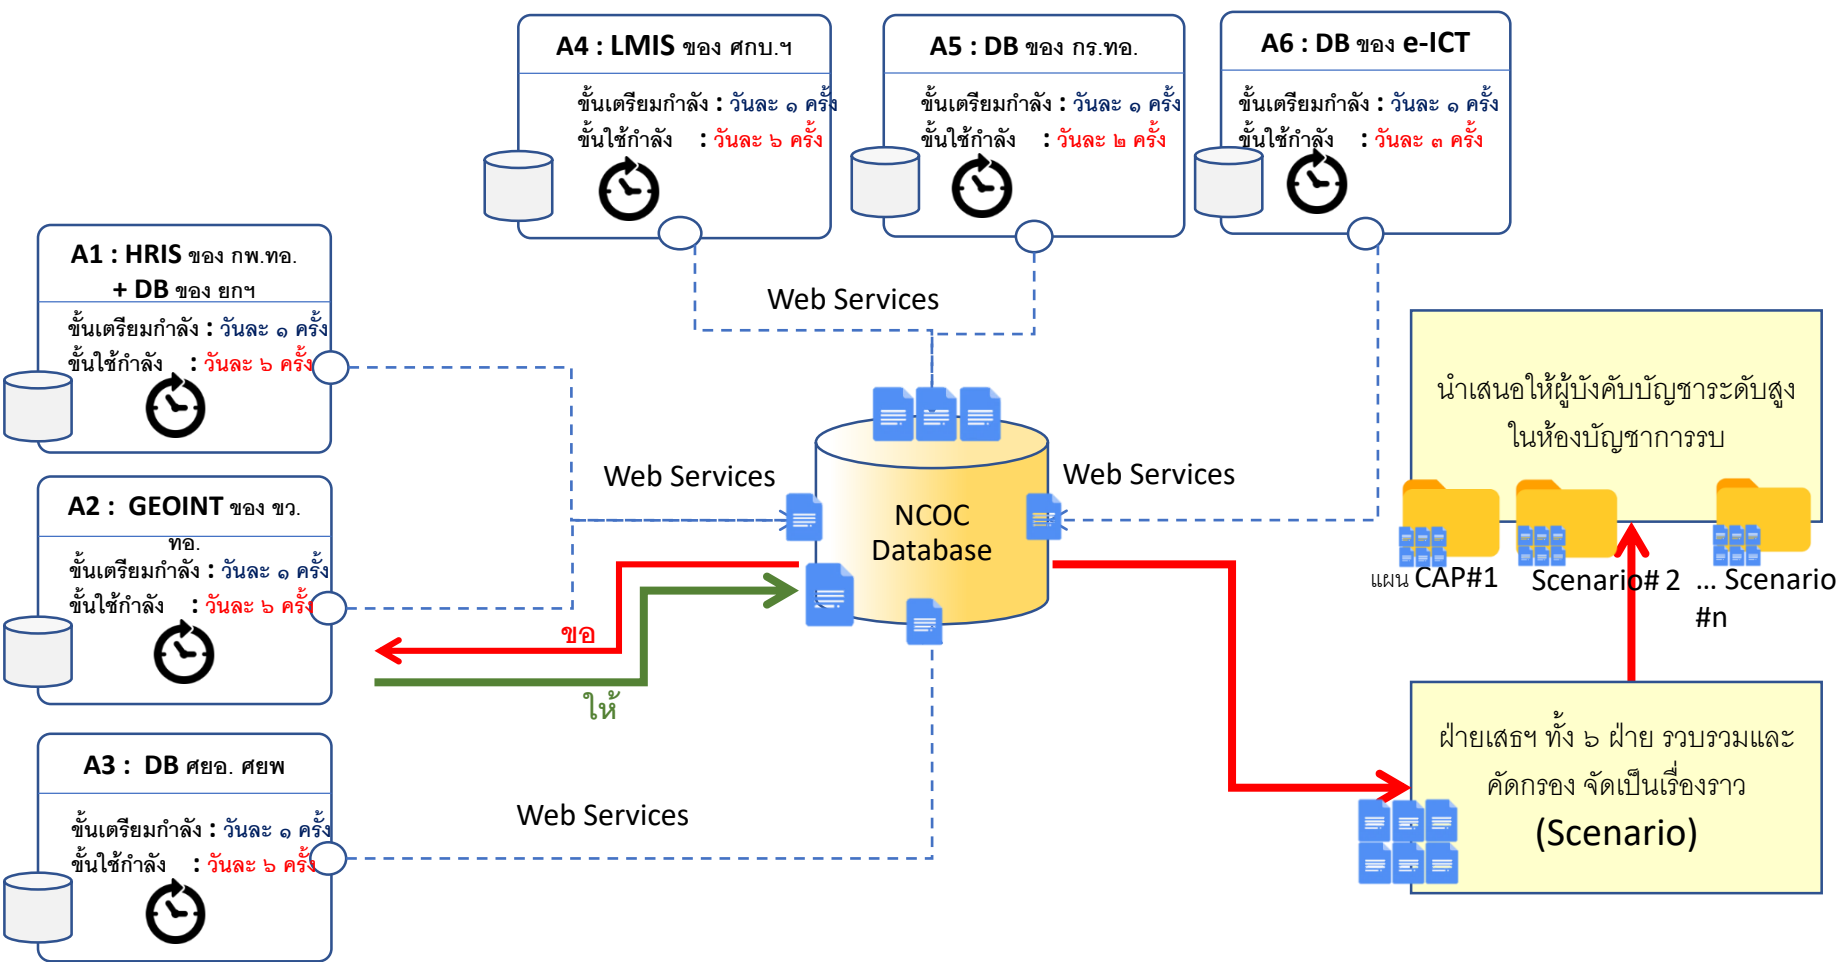 A4 : LMIS ของ ศกบ.ฯ
ขั้นเตรียมกำลัง : วันละ ๑ ครั้ง
ขั้นใช้กำลัง : วันละ ๖ ครั้ง
A5 : DB ของ กร.ทอ.
ขั้นเตรียมกำลัง : วันละ ๑ ครั้ง
ขั้นใช้กำลัง : วันละ ๒ ครั้ง
A6 : DB ของ e-ICT
ขั้นเตรียมกำลัง : วันละ ๑ ครั้ง
ขั้นใช้กำลัง : วันละ ๓ ครั้ง
A1 : HRIS ของ กพ.ทอ.
+ DB ของ ยกฯ
ขั้นเตรียมกำลัง : วันละ ๑ ครั้ง
ขั้นใช้กำลัง : วันละ ๖ ครั้ง
A2 : GEOINT ของ ขว.
ทอ.
ขั้นเตรียมกำลัง : วันละ ๑ ครั้ง
ขั้นใช้กำลัง : วันละ ๖ ครั้ง
A3 : DB ศยอ. ศยพ
ขั้นเตรียมกำลัง : วันละ ๑ ครั้ง
ขั้นใช้กำลัง : วันละ ๖ ครั้ง
Web Services
Web Services
Web Services
Web Services
NCOC
Database
ขอ
ให้
นำเสนอให้ผู้บังคับบัญชาระดับสูง
ในห้องบัญชาการรบ
แผน CAP#1
Scenario# 2
... Scenario
#n
ฝ่ายเสธฯ ทั้ง ๖ ฝ่าย รวบรวมและ
คัดกรอง จัดเป็นเรื่องราว
(Scenario)